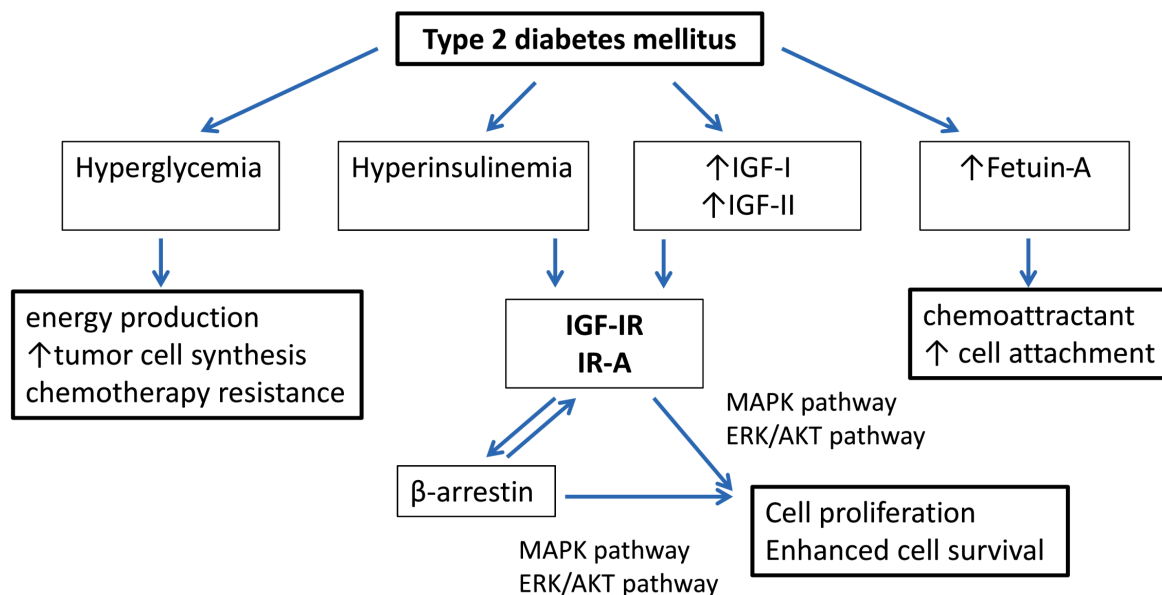 Type 2 diabetes mellitus
Hyperglycemia
Hyperinsulinemia
↑IGF-I
↑IGF-II
↑Fetuin-A
energy production
↑tumor cell synthesis
chemotherapy resistance
IGF-IR
IR-A
chemoattractant
↑ cell attachment
MAPK pathway
ERK/AKT pathway
β-arrestin
Cell proliferation
Enhanced cell survival
MAPK pathway
ERK/AKT pathway